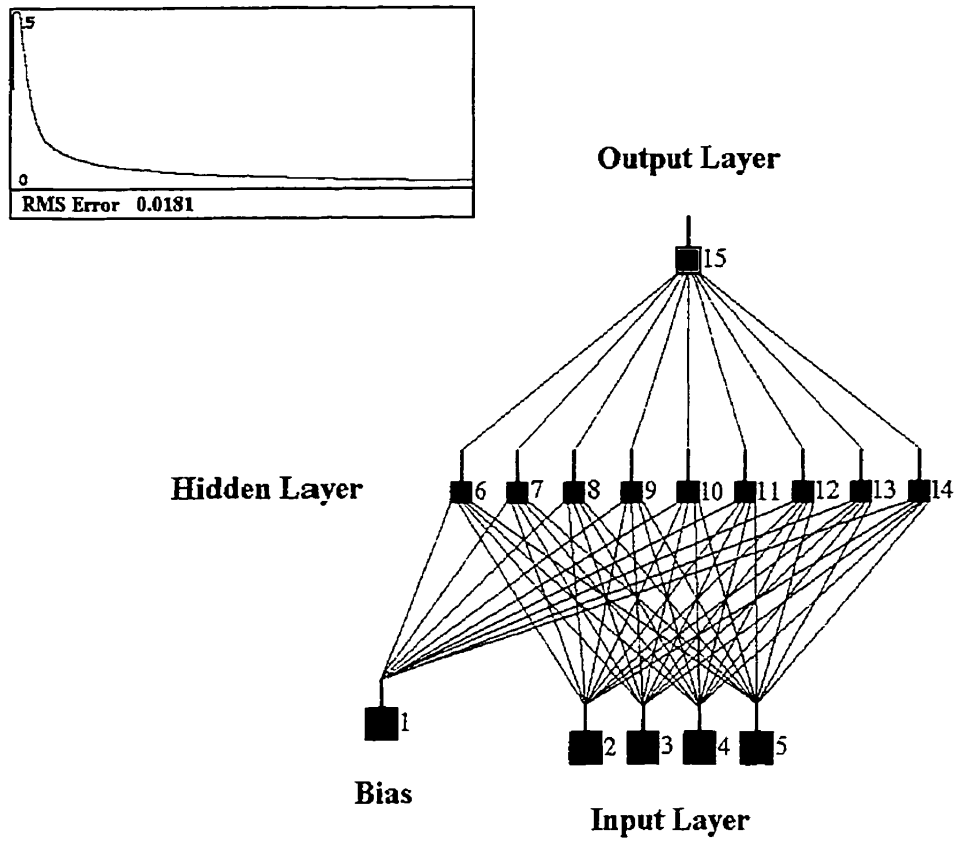 .5
0
RMS Error 0.0181
Output Layer
15
Hidden Layer
6 7 8 9 10 11 12 13 14
1
2 3 4 5
Bias
Input Layer